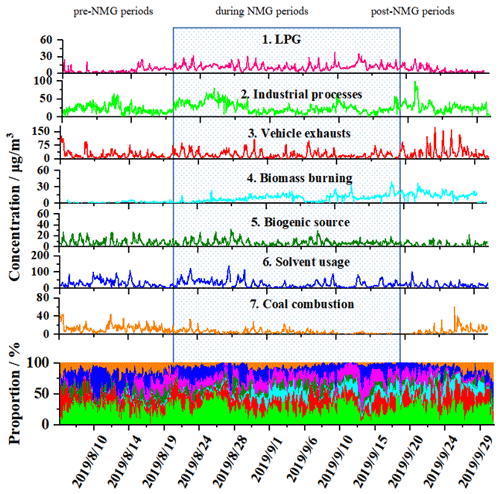 pre-NMG periods during NMG periods post-NMG periods
Concentration / μg/m³
60
30
0
1. LPG
100
50
0
2. Industrial processes
150
75
0
3. Vehicle exhausts
60
30
0
4. Biomass burning
60
40
20
0
5. Biogenic source
200
100
0
6. Solvent usage
80
40
0
7. Coal combustion
Proportion / %
100
50
0
2019/8/10 2019/8/14 2019/8/19 2019/8/24 2019/8/28 2019/9/1 2019/9/6 2019/9/10 2019/9/15 2019/9/20 2019/9/24 2019/9/29